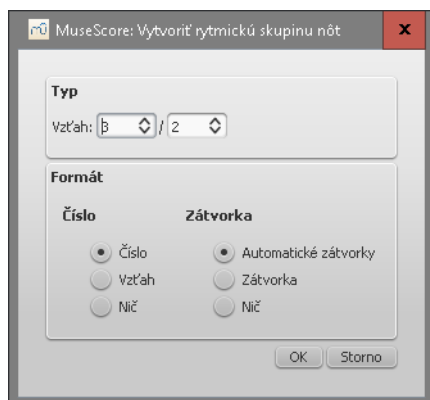 MuseScore: Vytvoriť rytmickú skupinu nôt
Typ
Vzťah: 3 / 2
Formát
Číslo Zátvorka
Číslo Automatické zátvorky
Vzťah Zátvorka
Nič Nič
OK Storno